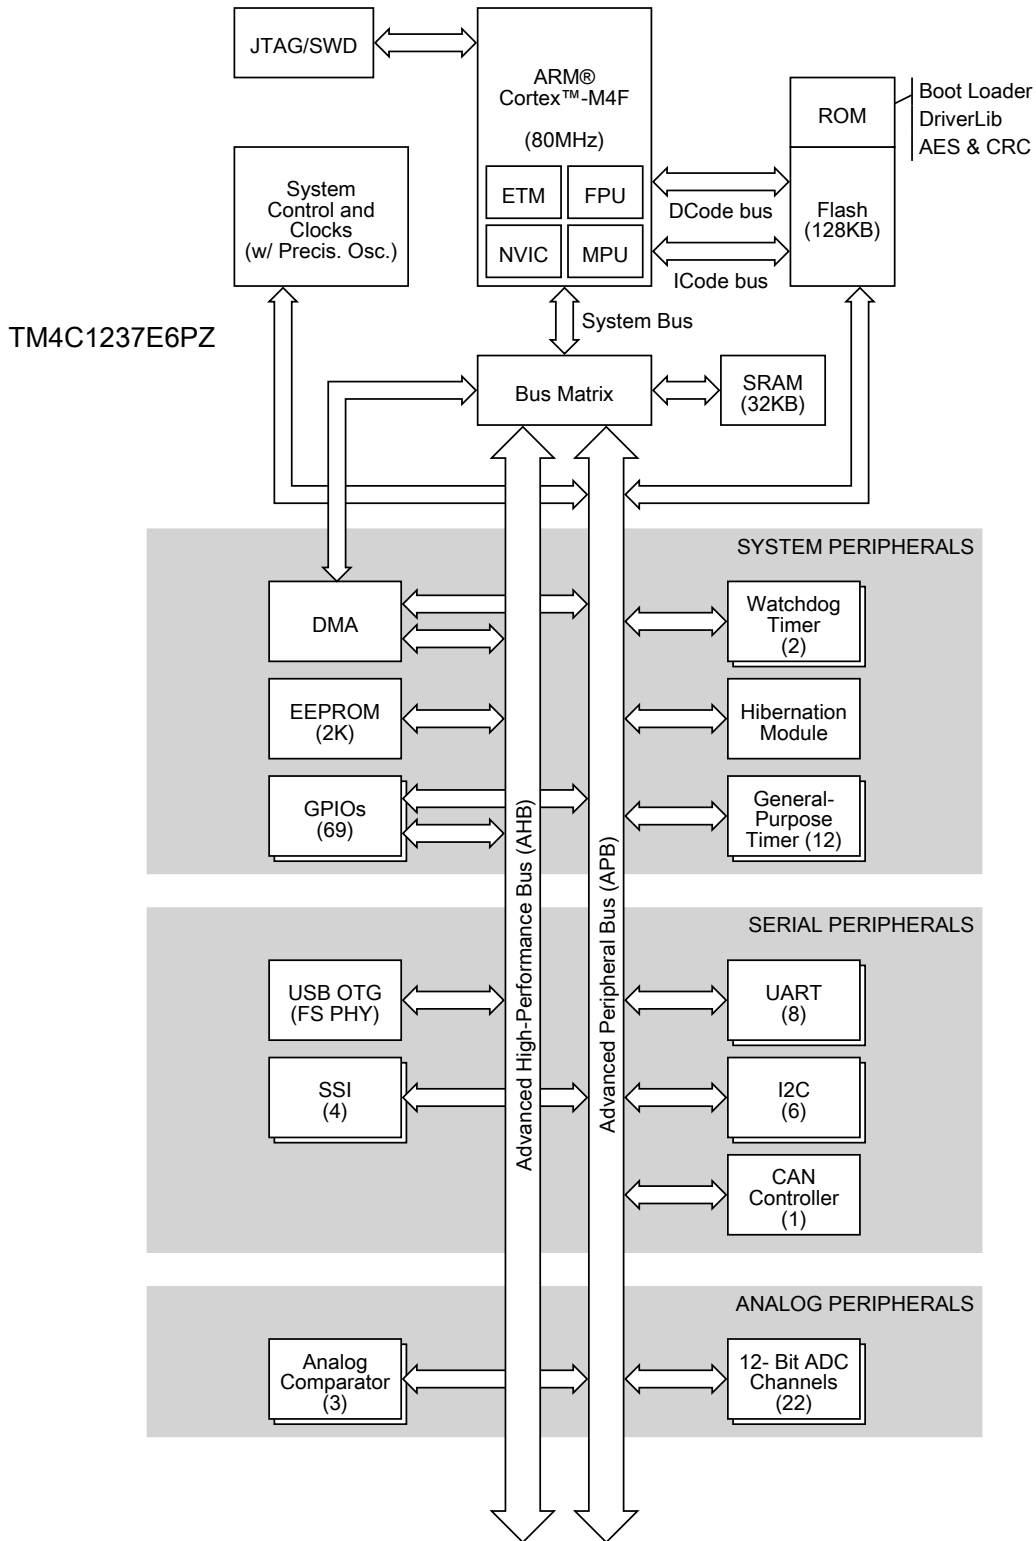 JTAG/SWD
ARM®
Cortex™-M4F
(80MHz)
ETM
FPU
NVIC
MPU
ROM
Boot Loader
DriverLib
AES & CRC
Flash
(128KB)
System
Control and
Clocks
(w/ Precis. Osc.)
DCode bus
ICode bus
System Bus
TM4C1237E6PZ
Bus Matrix
SRAM
(32KB)
SYSTEM PERIPHERALS
DMA
Watchdog
Timer
(2)
EEPROM
(2K)
Hibernation
Module
GPIOs
(69)
General-
Purpose
Timer (12)
Advanced High-Performance Bus (AHB)
Advanced Peripheral Bus (APB)
SERIAL PERIPHERALS
USB OTG
(FS PHY)
UART
(8)
SSI
(4)
I2C
(6)
CAN
Controller
(1)
ANALOG PERIPHERALS
Analog
Comparator
(3)
12- Bit ADC
Channels
(22)